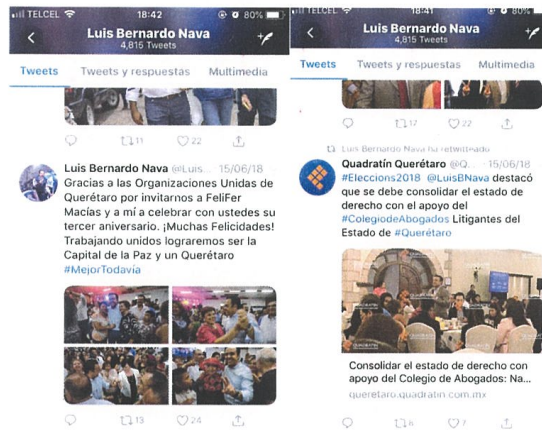 TELCEL
18:42
80%
Luis Bernardo Nava
4,815 Tweets
Tweets
Tweets y respuestas
Multimedia
11
22
Luis Bernardo Nava @Luis... · 15/06/18
Gracias a las Organizaciones Unidas de
Querétaro por invitarnos a FeliFer
Macías y a mí a celebrar con ustedes su
tercer aniversario. ¡Muchas Felicidades!
Trabajando unidos lograremos ser la
Capital de la Paz y un Querétaro
#MejorTodavía
13
24
TELCEL
18:41
80%
Luis Bernardo Nava
4,815 Tweets
Tweets
Tweets y respuestas
Multimedia
17
22
Luis Bernardo Nava ha retwitteado
Quadratín Querétaro @Q... · 15/06/18
#Eleccions2018 @LuisBNava destacó
que se debe consolidar el estado de
derecho con el apoyo del
#ColegiodeAbogados Litigantes del
Estado de #Querétaro
Consolidar el estado de derecho con
apoyo del Colegio de Abogados: Na...
queretaro.quadratin.com.mx
6
7